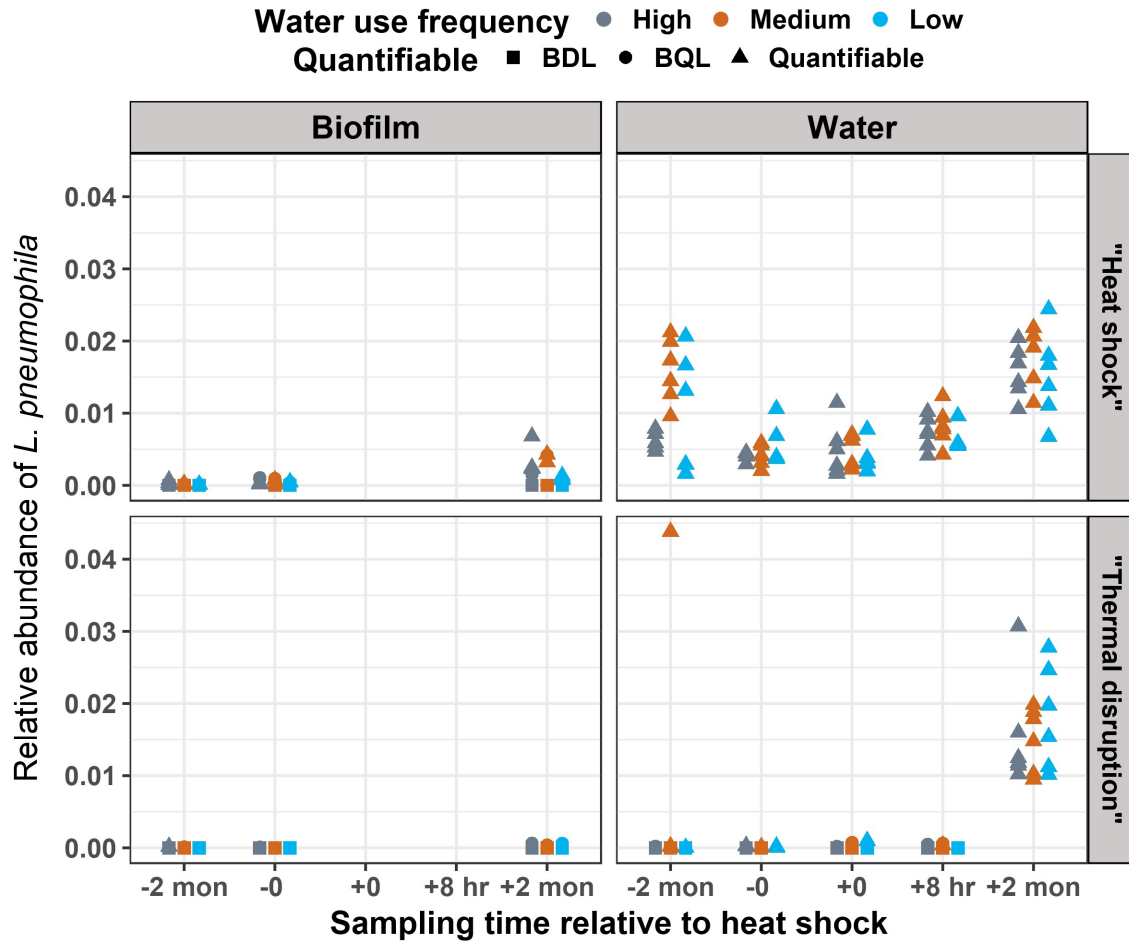 Water use frequency High Medium Low
Quantifiable BDL BQL Quantifiable
Biofilm Water
Relative abundance of L. pneumophila
0.04
0.03
0.02
0.01
0.00
"Heat shock"
0.04
0.03
0.02
0.01
0.00
"Thermal disruption"
-2 mon -0 +0 +8 hr +2 mon -2 mon -0 +0 +8 hr +2 mon
Sampling time relative to heat shock